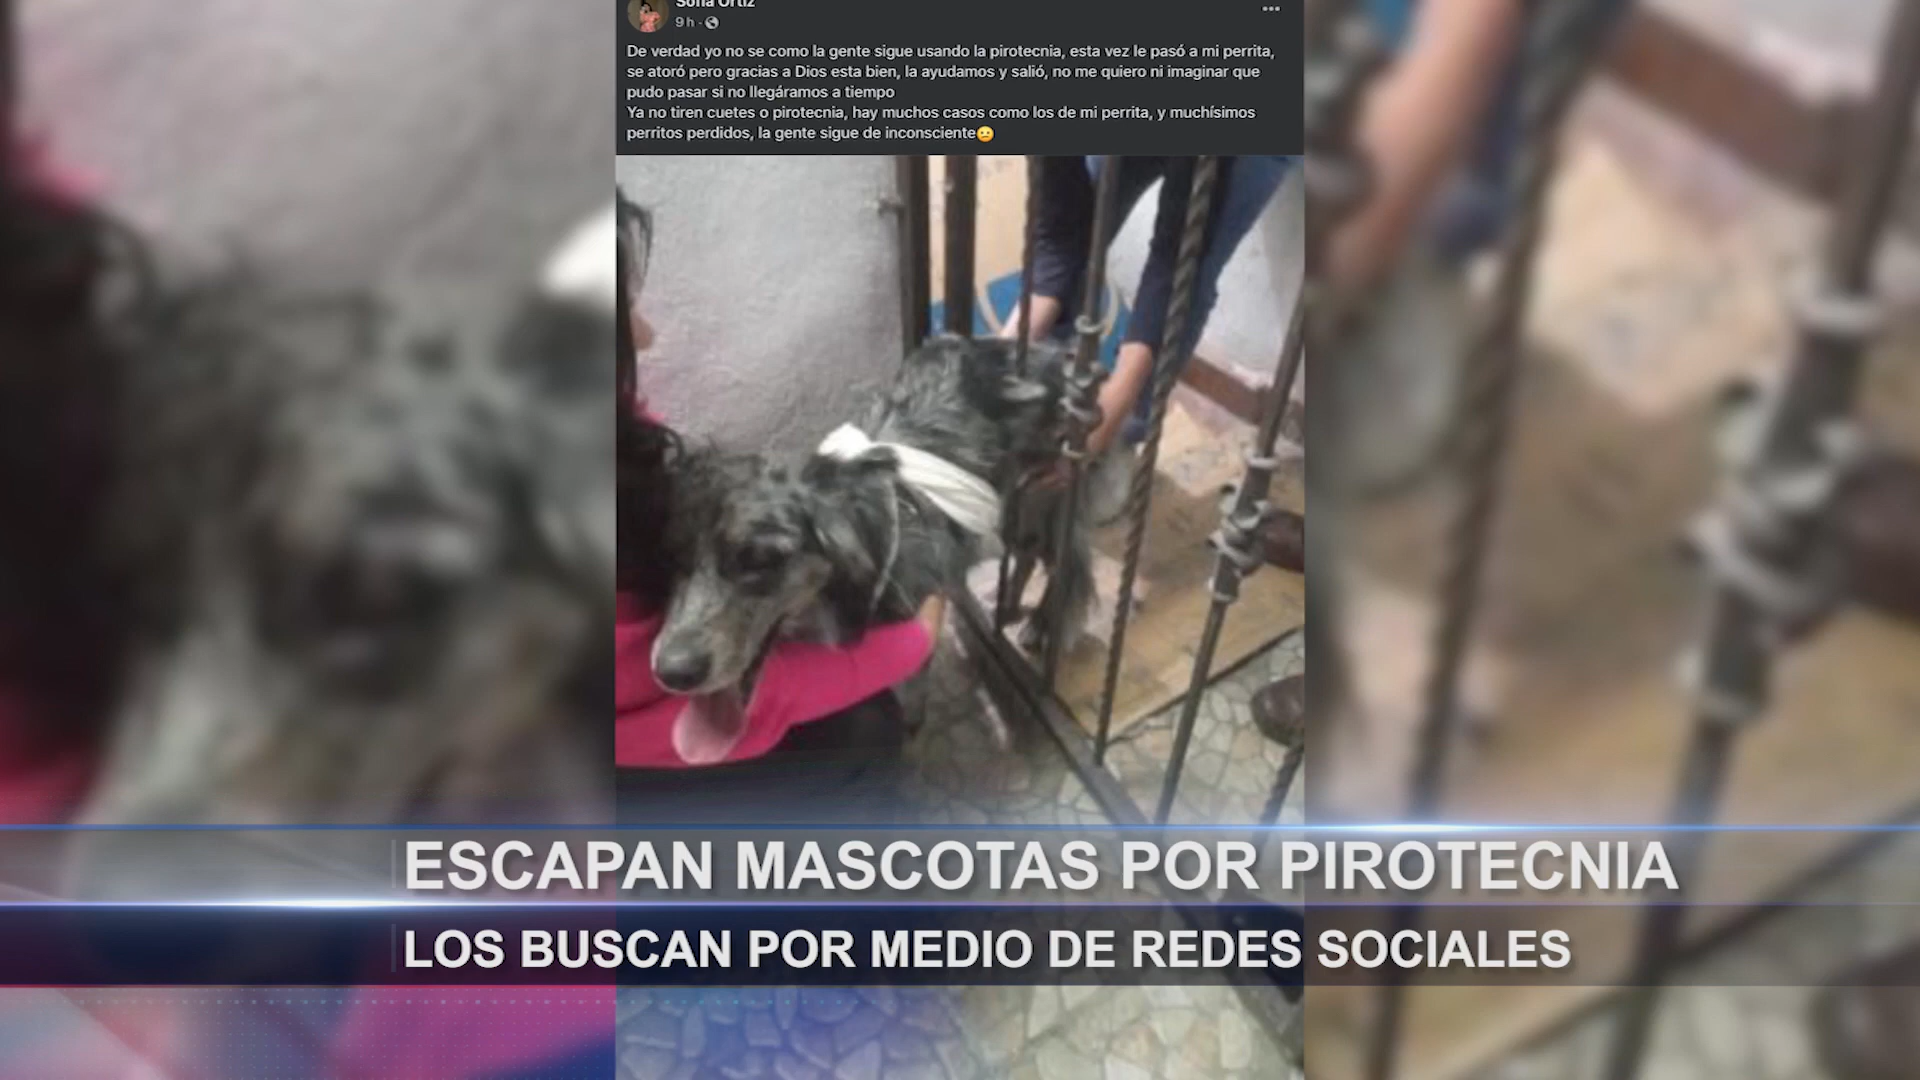 Sofia Ortiz
9 h ·
De verdad yo no se como la gente sigue usando la pirotecnia, esta vez le pasó a mi perrita,
se atoró pero gracias a Dios esta bien, la ayudamos y salió, no me quiero ni imaginar que
pudo pasar si no llegáramos a tiempo
Ya no tiren cuetes o pirotecnia, hay muchos casos como los de mi perrita, y muchísimos
perritos perdidos, la gente sigue de inconsciente😖
ESCAPAN MASCOTAS POR PIROTECNIA
LOS BUSCAN POR MEDIO DE REDES SOCIALES